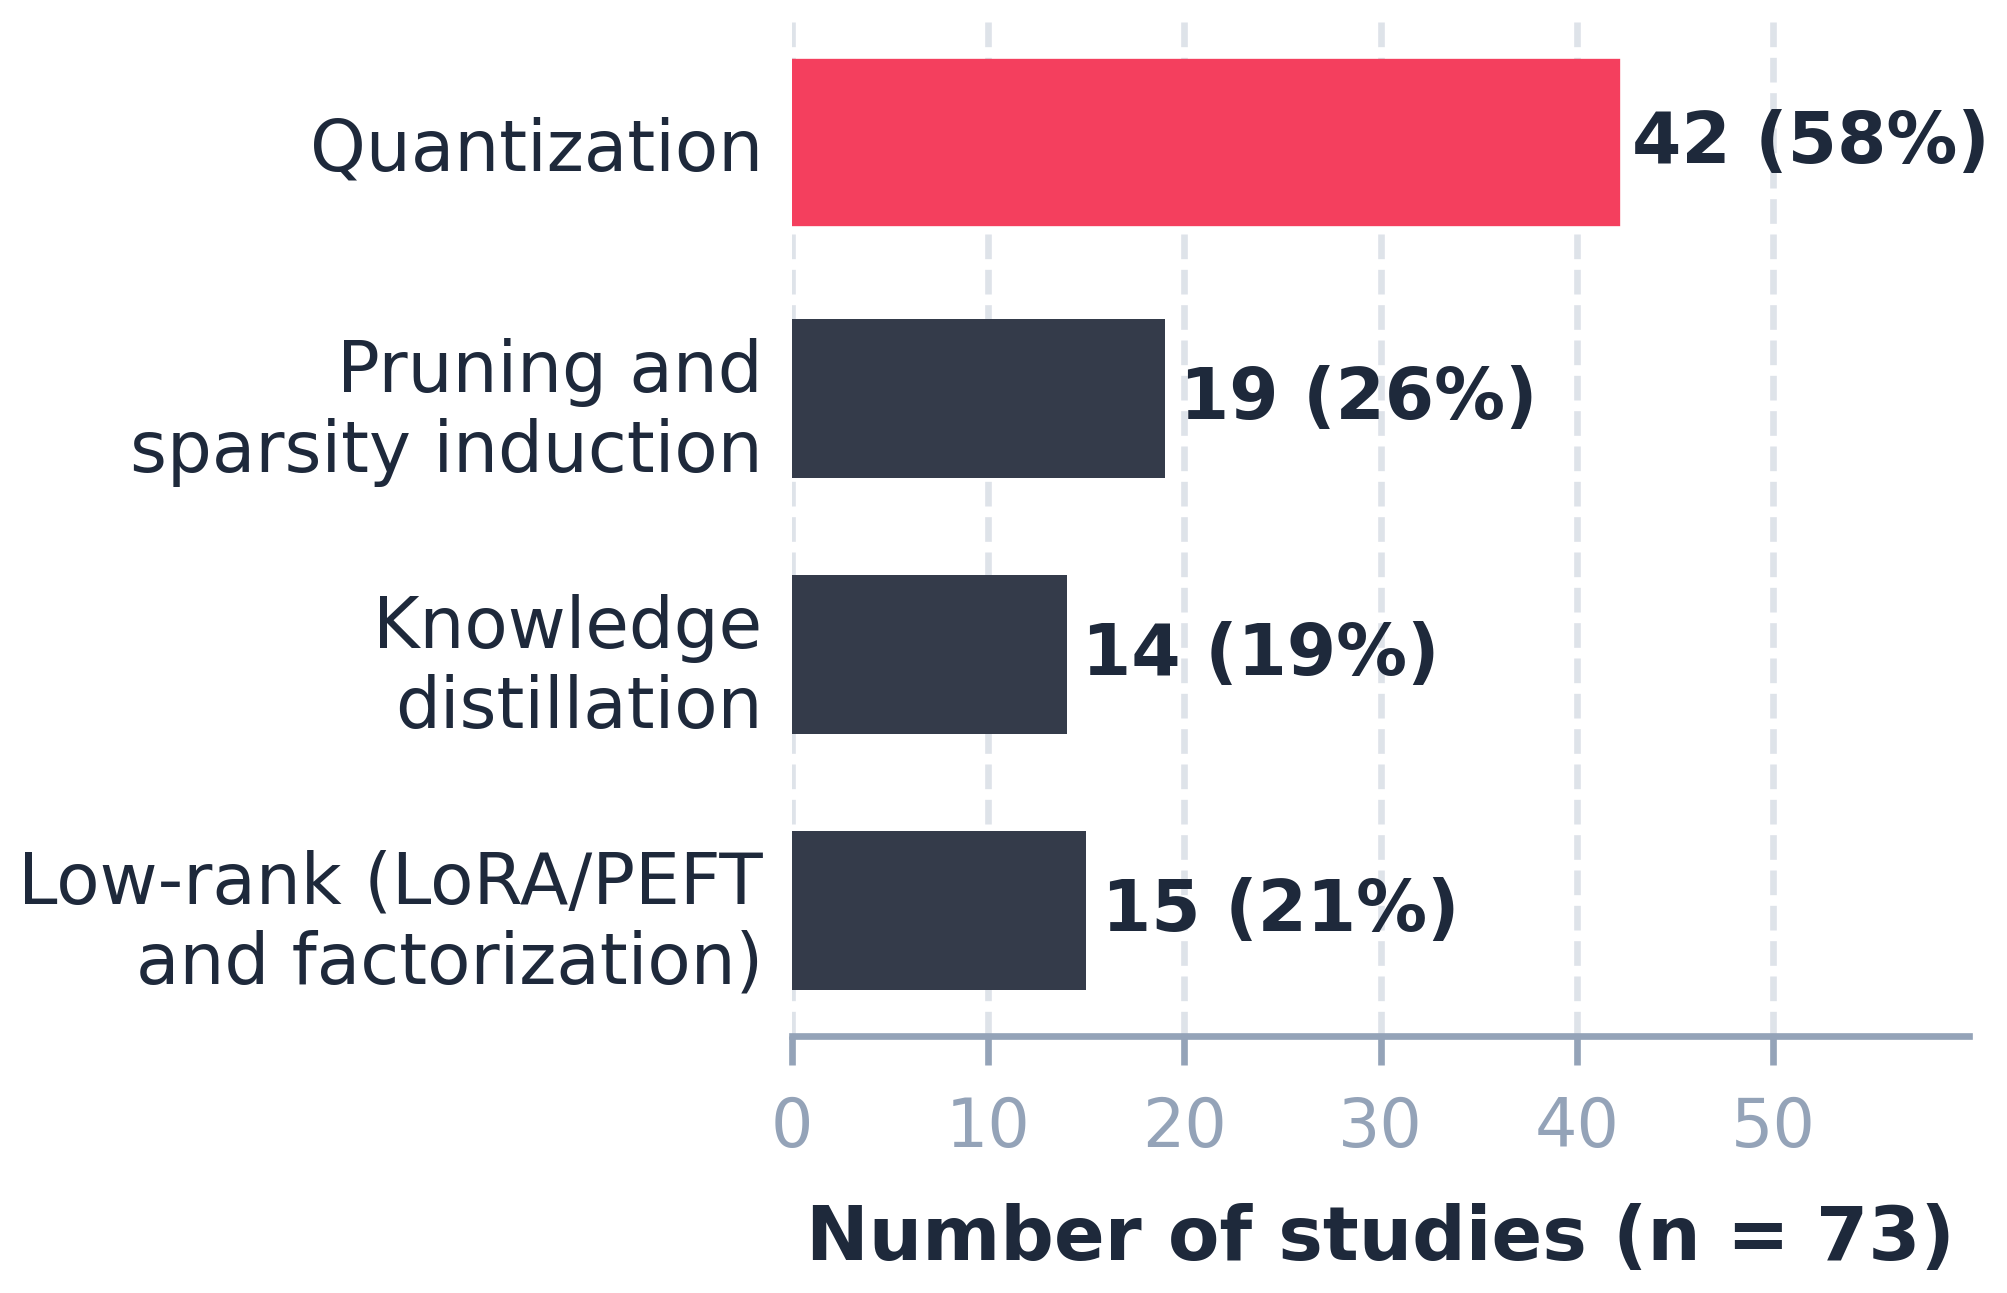 Quantization
42 (58%)
Pruning and
sparsity induction
19 (26%)
Knowledge
distillation
14 (19%)
Low-rank (LoRA/PEFT
and factorization)
15 (21%)
0 10 20 30 40 50
Number of studies (n = 73)